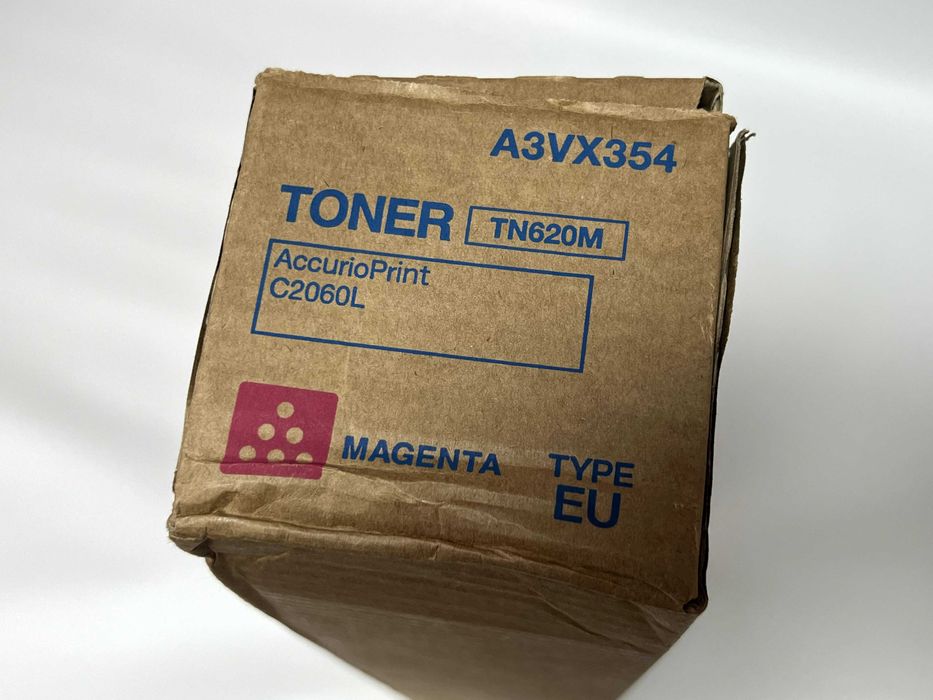 A3VX354
TONER TN620M
AccurioPrint
C2060L
MAGENTA
TYPE
EU